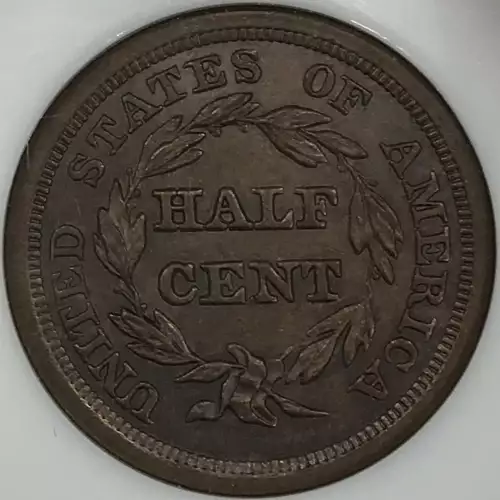 UNITED STATES OF AMERICA
HALF
CENT